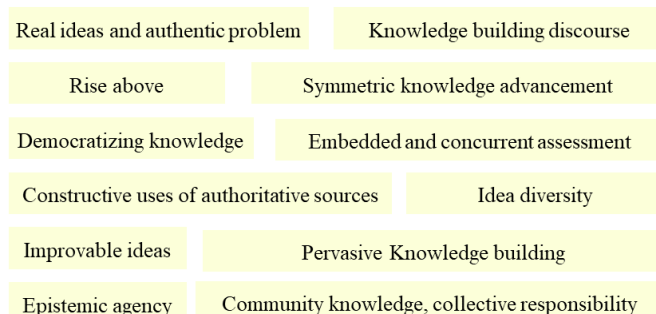 Real ideas and authentic problem
Knowledge building discourse
Rise above
Symmetric knowledge advancement
Democratizing knowledge
Embedded and concurrent assessment
Constructive uses of authoritative sources
Idea diversity
Improvable ideas
Pervasive Knowledge building
Epistemic agency
Community knowledge, collective responsibility